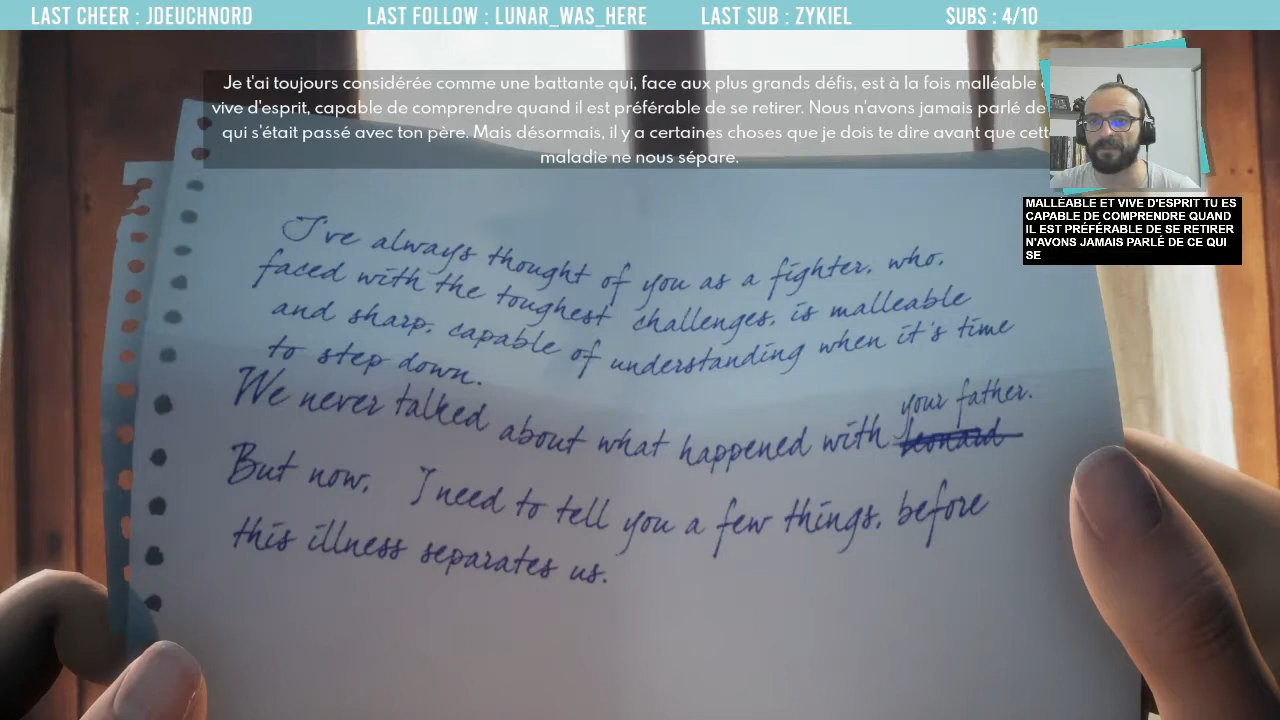 LAST CHEER : JDEUCHNORD
LAST FOLLOW : LUNAR_WAS_HERE
LAST SUB : ZYKIEL
SUBS : 4/10
Je t'ai toujours considérée comme une battante qui, face aux plus grands défis, est à la fois malléable
vive d'esprit, capable de comprendre quand il est préférable de se retirer. Nous n'avons jamais parlé de
qui s'était passé avec ton père. Mais désormais, il y a certaines choses que je dois te dire avant que cett
maladie ne nous sépare.
MALLÉABLE ET VIVE D'ESPRIT TU ES
CAPABLE DE COMPRENDRE QUAND
IL EST PRÉFÉRABLE DE SE RETIRER
N'AVONS JAMAIS PARLÉ DE CE QUI
SE
I've always thought of you as a fighter, who,
faced with the toughest challenges, is malleable
and sharp, capable of understanding when it's time
to step down.
We never talked about what happened with leonard your father.
But now, I need to tell you a few things, before
this illness separates us.